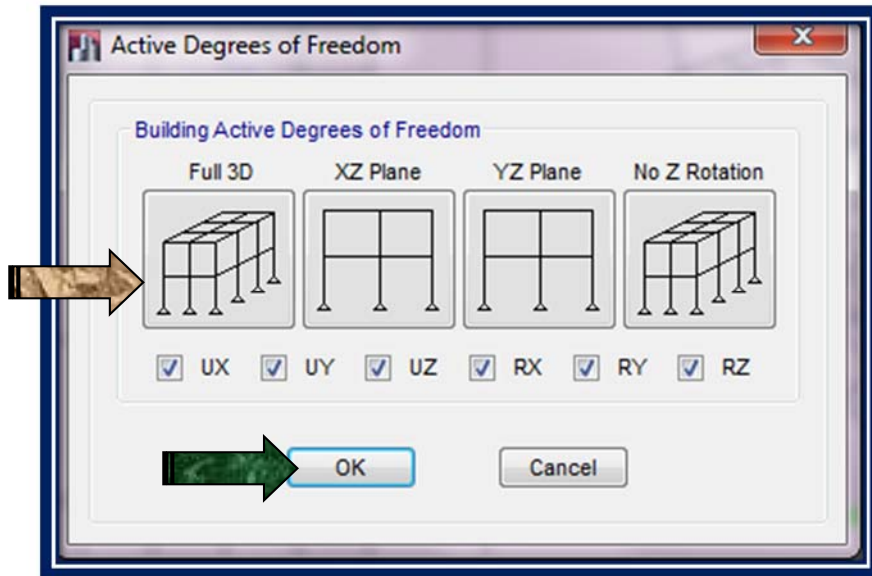 Active Degrees of Freedom
Building Active Degrees of Freedom
Full 3D XZ Plane YZ Plane No Z Rotation
UX UY UZ RX RY RZ
OK Cancel